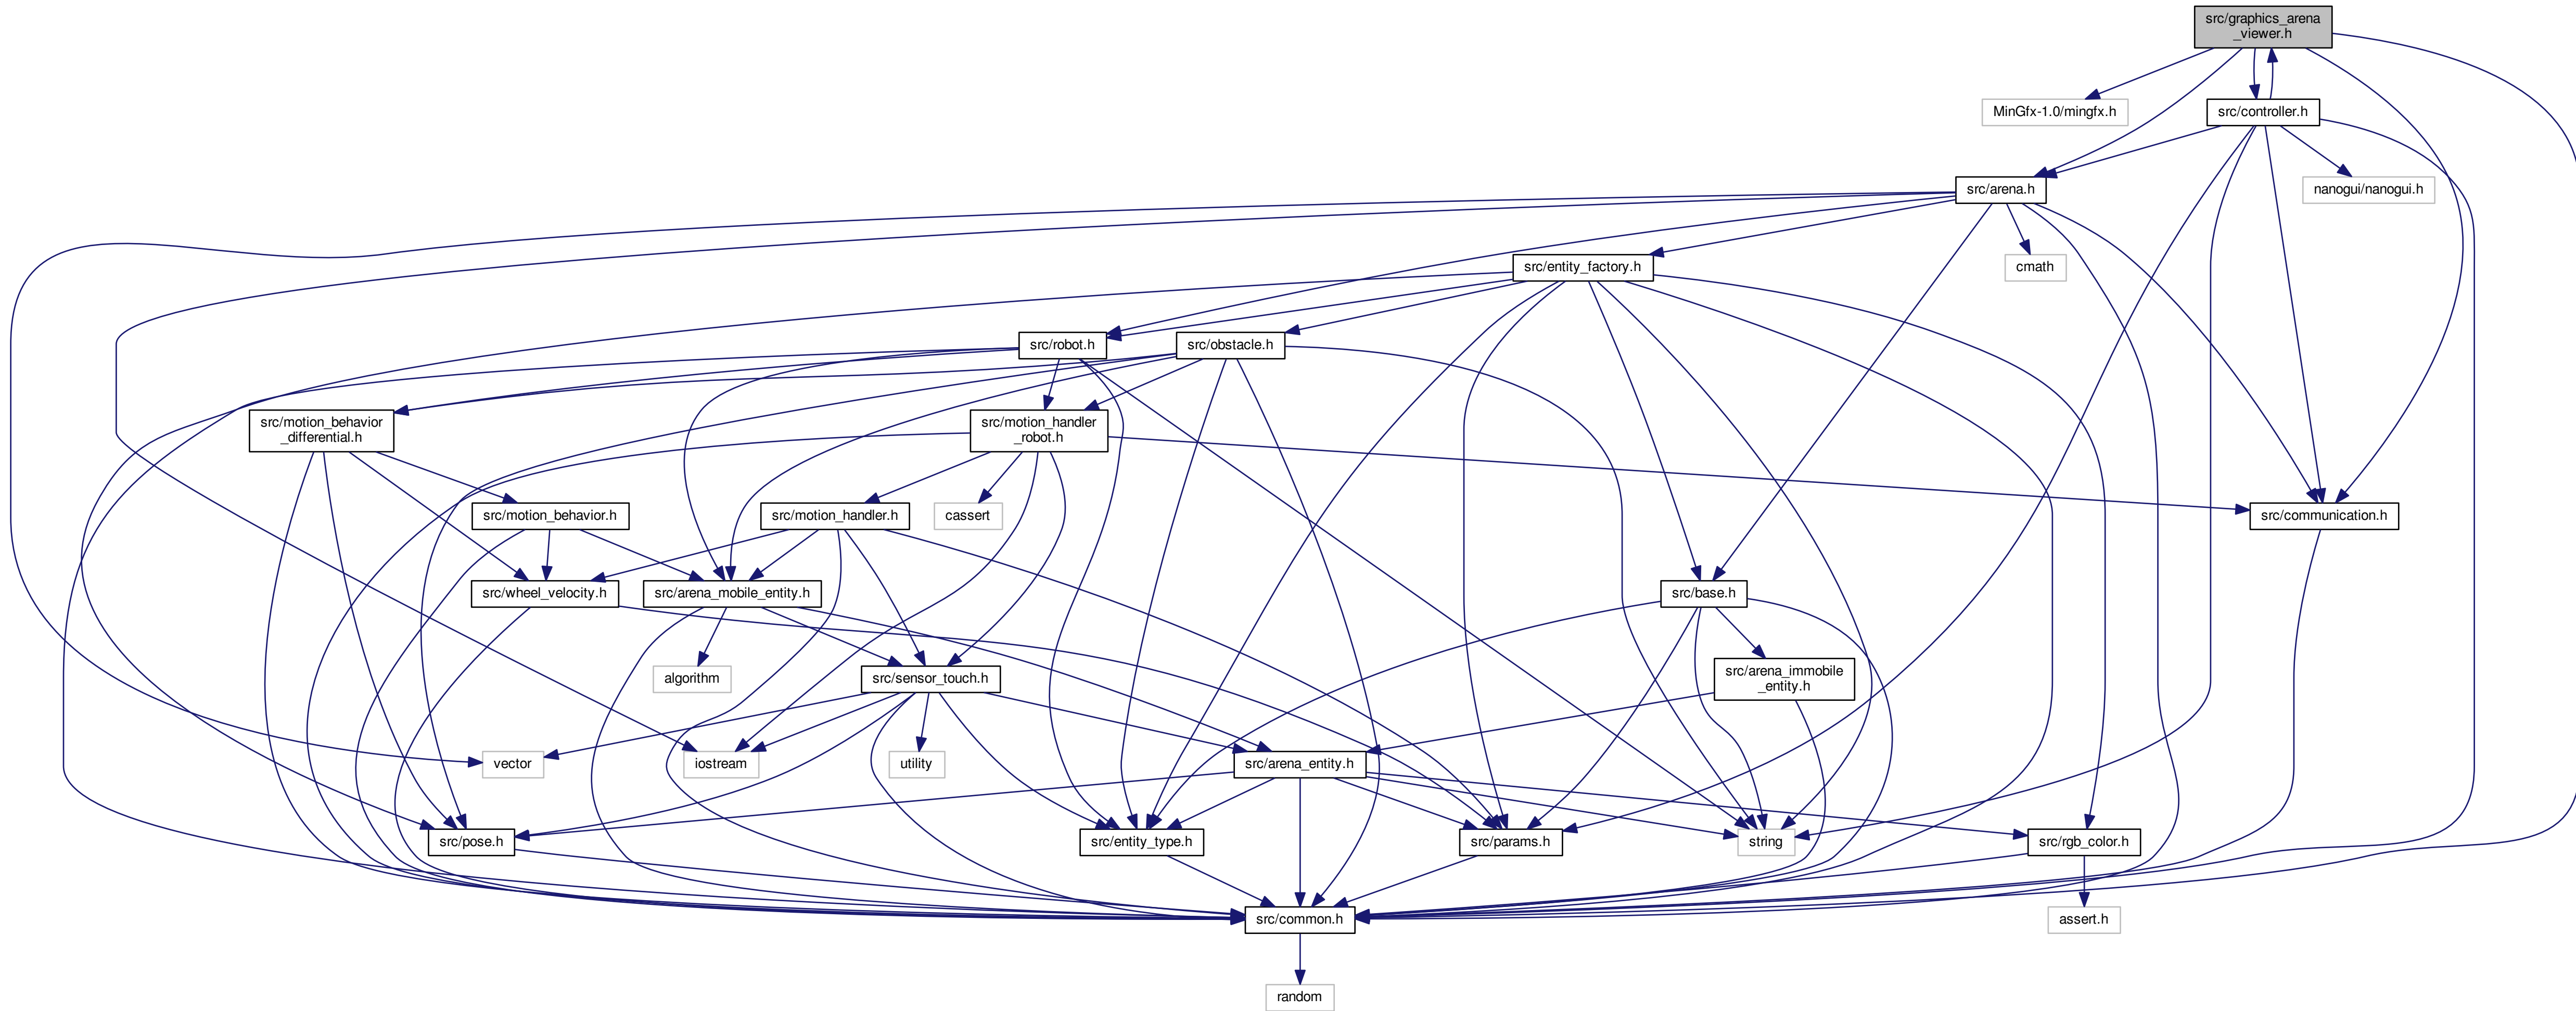 src/graphics_arena
_viewer.h
MinGfx-1.0/mingfx.h
src/controller.h
src/arena.h
nanogui/nanogui.h
src/entity_factory.h
cmath
src/robot.h
src/obstacle.h
src/motion_behavior
_differential.h
src/motion_handler
_robot.h
src/motion_behavior.h
src/motion_handler.h
cassert
src/communication.h
src/wheel_velocity.h
src/arena_mobile_entity.h
src/base.h
algorithm
src/sensor_touch.h
src/arena_immobile
_entity.h
vector
iostream
utility
src/arena_entity.h
src/pose.h
src/entity_type.h
src/params.h
string
src/rgb_color.h
src/common.h
assert.h
random